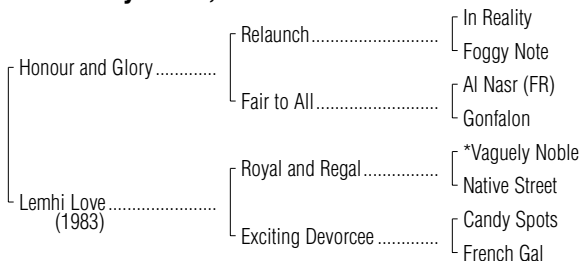 In Reality
Relaunch
Foggy Note
Honour and Glory
Al Nasr (FR)
Fair to All
Gonfalon
*Vaguely Noble
Royal and Regal
Native Street
Lemhi Love
(1983)
Candy Spots
Exciting Devorcee
French Gal